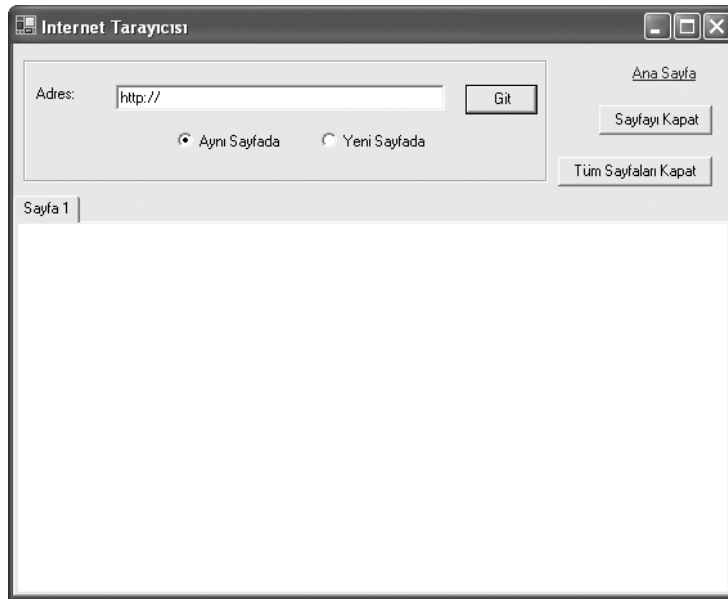 Internet Tarayıcısı
Ana Sayfa
Adres: http:// Git
Sayfayı Kapat
Aynı Sayfada Yeni Sayfada
Tüm Sayfaları Kapat
Sayfa 1